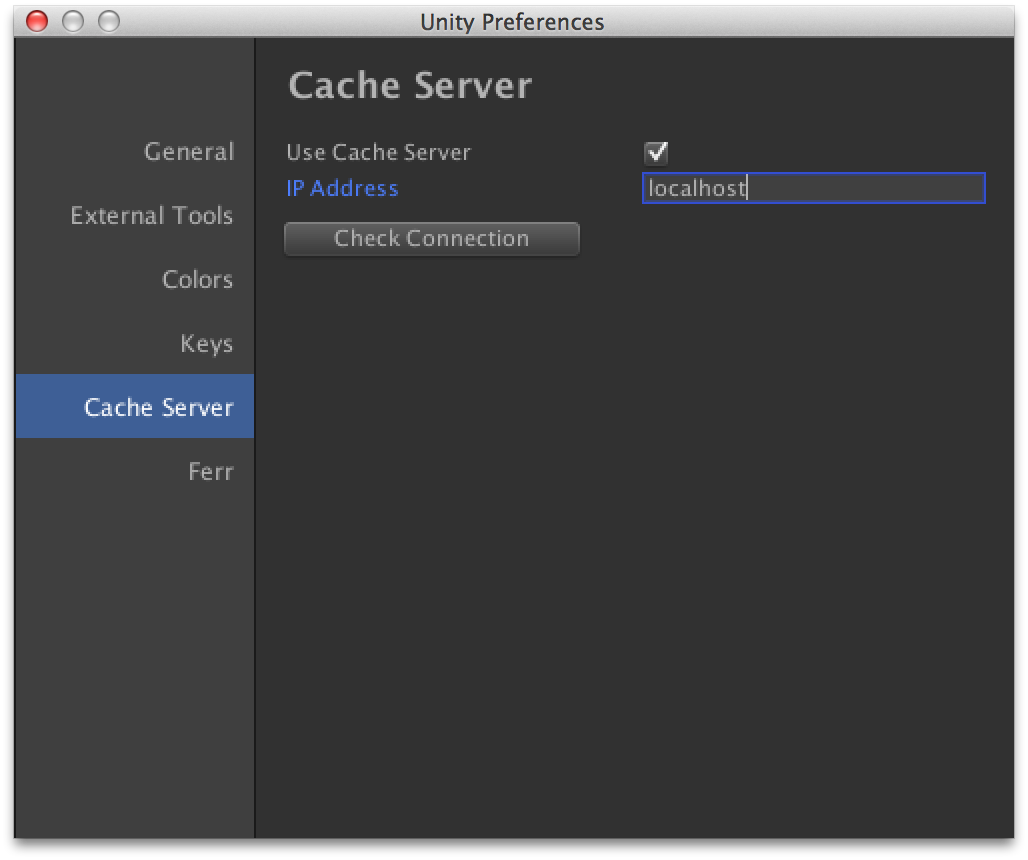 Unity Preferences
General
External Tools
Colors
Keys
Cache Server
Ferr
Cache Server
Use Cache Server
IP Address
localhost
Check Connection